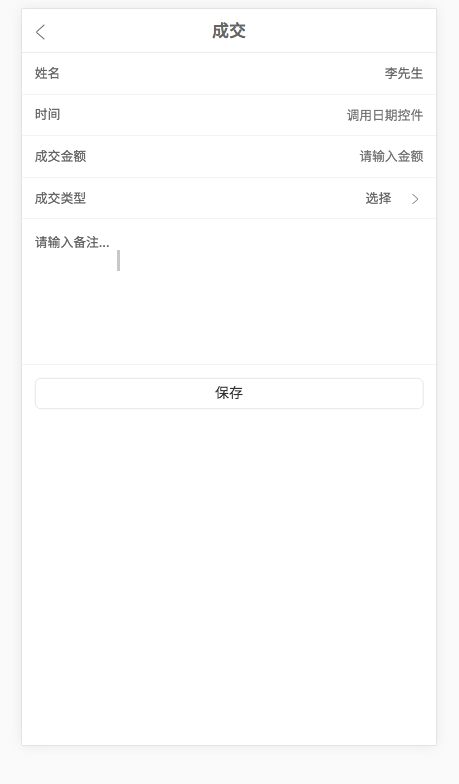 成交
姓名 李先生
时间 调用日期控件
成交金额 请输入金额
成交类型 选择
请输入备注...
保存